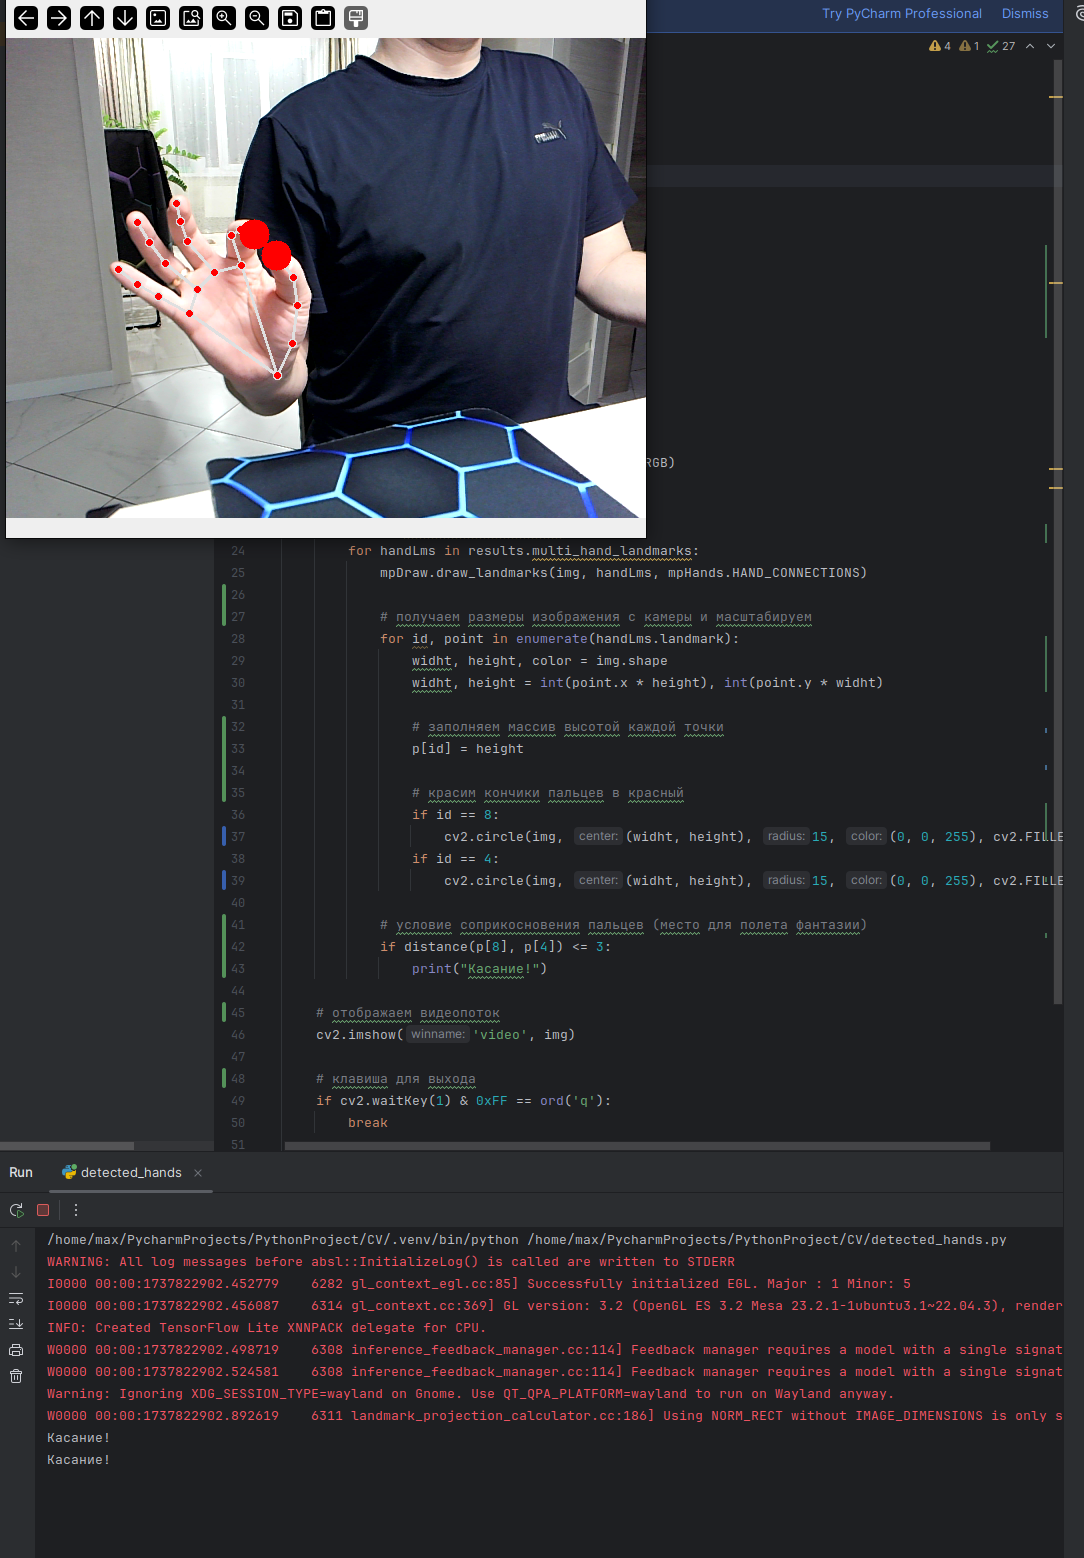 Try PyCharm Professional Dismiss
4 1 27
RGB)
24 for handLms in results.multi_hand_landmarks:
25 mpDraw.draw_landmarks(img, handLms, mpHands.HAND_CONNECTIONS)
26
27 # получаем размеры изображения с камеры и масштабируем
28 for id, point in enumerate(handLms.landmark):
29 widht, height, color = img.shape
30 widht, height = int(point.x * height), int(point.y * widht)
31
32 # заполняем массив высотой каждой точки
33 p[id] = height
34
35 # красим кончики пальцев в красный
36 if id == 8:
37 cv2.circle(img, center: (widht, height), radius: 15, color: (0, 0, 255), cv2.FILLE
38 if id == 4:
39 cv2.circle(img, center: (widht, height), radius: 15, color: (0, 0, 255), cv2.FILLE
40
41 # условие соприкосновения пальцев (место для полета фантазии)
42 if distance(p[8], p[4]) <= 3:
43 print("Касание!")
44
45 # отображаем видеопоток
46 cv2.imshow( winname: 'video', img)
47
48 # клавиша для выхода
49 if cv2.waitKey(1) & 0xFF == ord('q'):
50 break
51
Run detected_hands
/home/max/PycharmProjects/PythonProject/CV/.venv/bin/python /home/max/PycharmProjects/PythonProject/CV/detected_hands.py
WARNING: All log messages before absl::InitializeLog() is called are written to STDERR
I0000 00:00:1737822902.452779 6282 gl_context_egl.cc:85] Successfully initialized EGL. Major : 1 Minor: 5
I0000 00:00:1737822902.456087 6314 gl_context.cc:369] GL version: 3.2 (OpenGL ES 3.2 Mesa 23.2.1-1ubuntu3.1~22.04.3), render
INFO: Created TensorFlow Lite XNNPACK delegate for CPU.
W0000 00:00:1737822902.498719 6308 inference_feedback_manager.cc:114] Feedback manager requires a model with a single signat
W0000 00:00:1737822902.524581 6308 inference_feedback_manager.cc:114] Feedback manager requires a model with a single signat
Warning: Ignoring XDG_SESSION_TYPE=wayland on Gnome. Use QT_QPA_PLATFORM=wayland to run on Wayland anyway.
W0000 00:00:1737822902.892619 6311 landmark_projection_calculator.cc:186] Using NORM_RECT without IMAGE_DIMENSIONS is only s
Касание!
Касание!